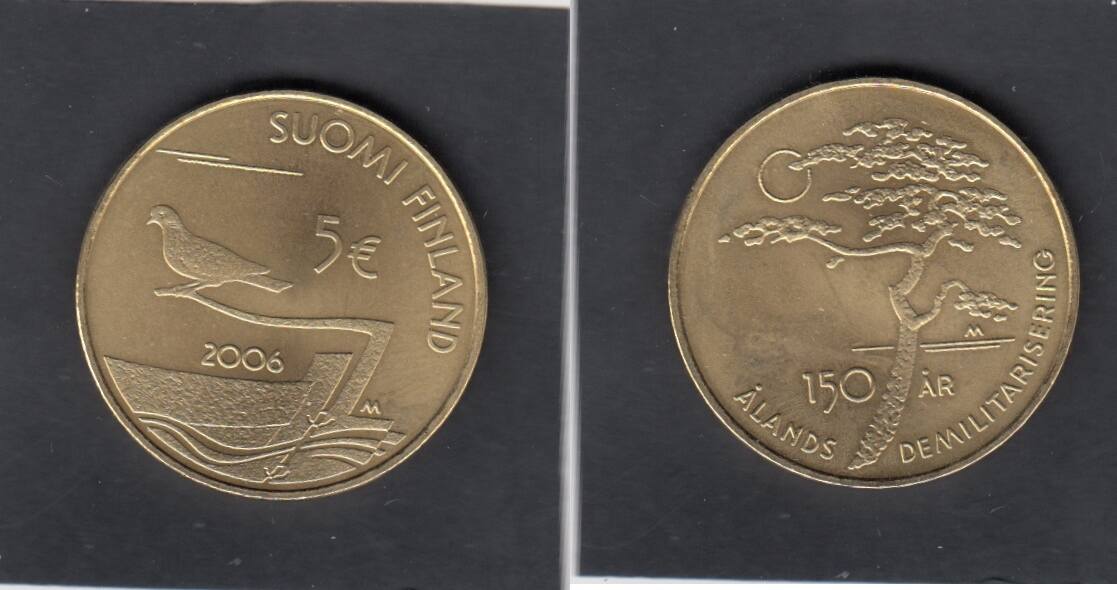 SUOMI FINLAND
5€
2006
M
M
150 ÅR
ÅLANDS DEMILITARISERING